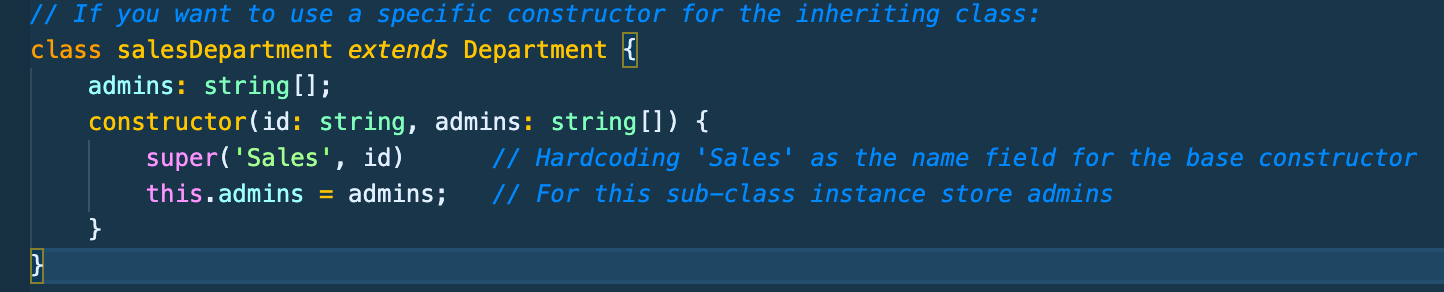 // If you want to use a specific constructor for the inheriting class:
class salesDepartment extends Department {
    admins: string[];
    constructor(id: string, admins: string[]) {
        super('Sales', id)      // Hardcoding 'Sales' as the name field for the base constructor
        this.admins = admins;   // For this sub-class instance store admins
    }
}